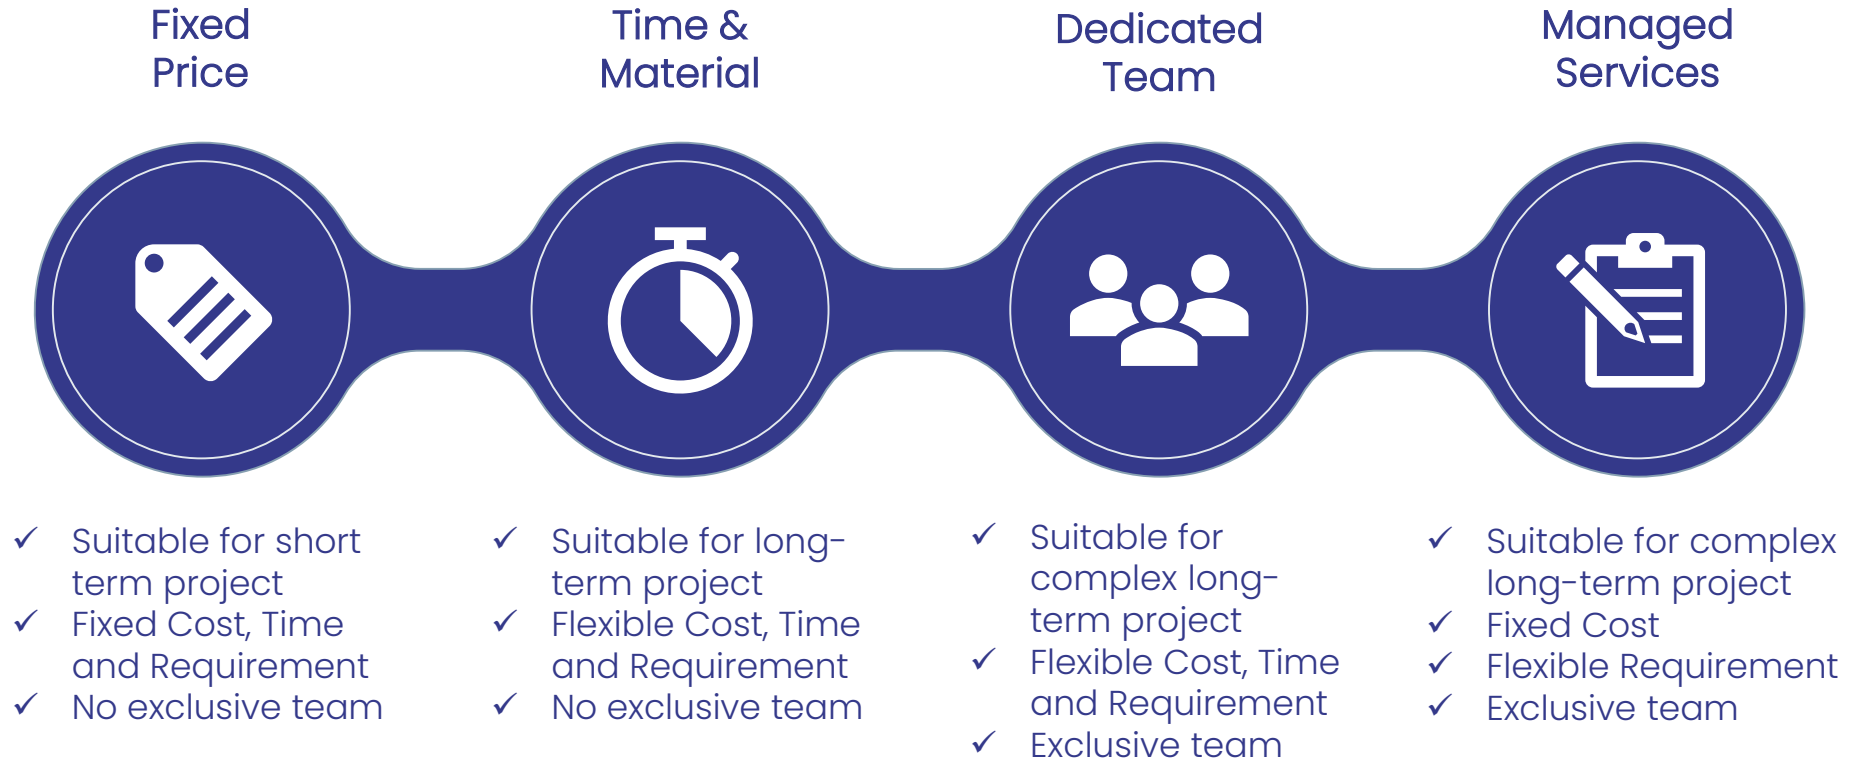 Fixed
Price
Time &
Material
Dedicated
Team
Managed
Services
✓ Suitable for short
term project
✓ Fixed Cost, Time
and Requirement
✓ No exclusive team
✓ Suitable for long-
term project
✓ Flexible Cost, Time
and Requirement
✓ No exclusive team
✓ Suitable for
complex long-
term project
✓ Flexible Cost, Time
and Requirement
✓ Exclusive team
✓ Suitable for complex
long-term project
✓ Fixed Cost
✓ Flexible Requirement
✓ Exclusive team